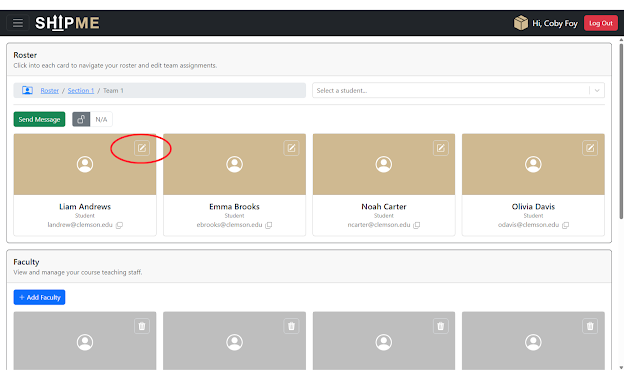 SHIPME
Hi, Coby Foy
Log Out
Roster
Click into each card to navigate your roster and edit team assignments.
Roster / Section 1 / Team 1
Select a student...
Send Message
N/A
Liam Andrews
Student
landrew@clemson.edu
Emma Brooks
Student
ebrooks@clemson.edu
Noah Carter
Student
ncarter@clemson.edu
Olivia Davis
Student
odavis@clemson.edu
Faculty
View and manage your course teaching staff.
+ Add Faculty